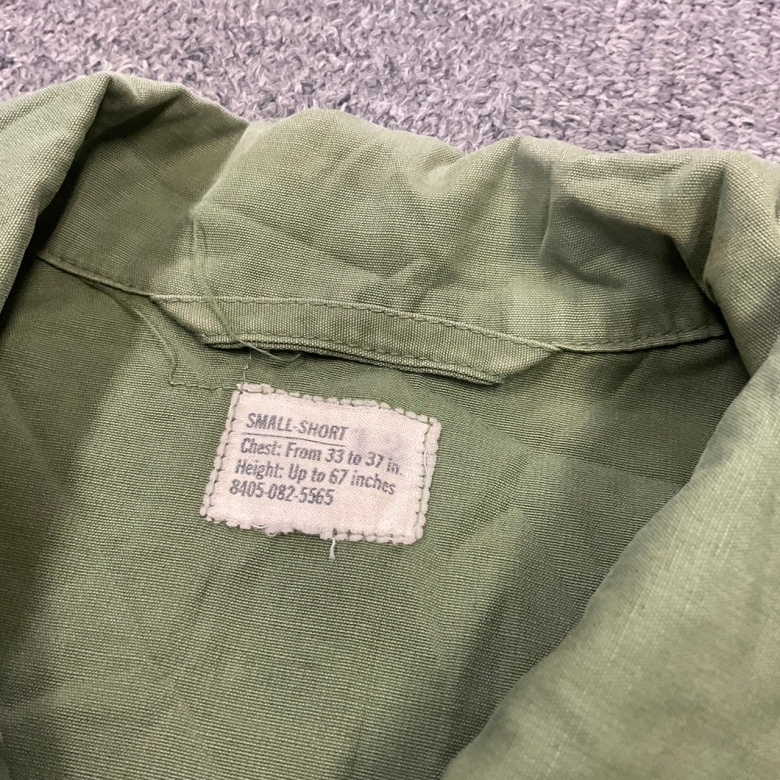 SMALL-SHORT
Chest: From 33 to 37 in.
Height: Up to 67 inches
8405-082-5565